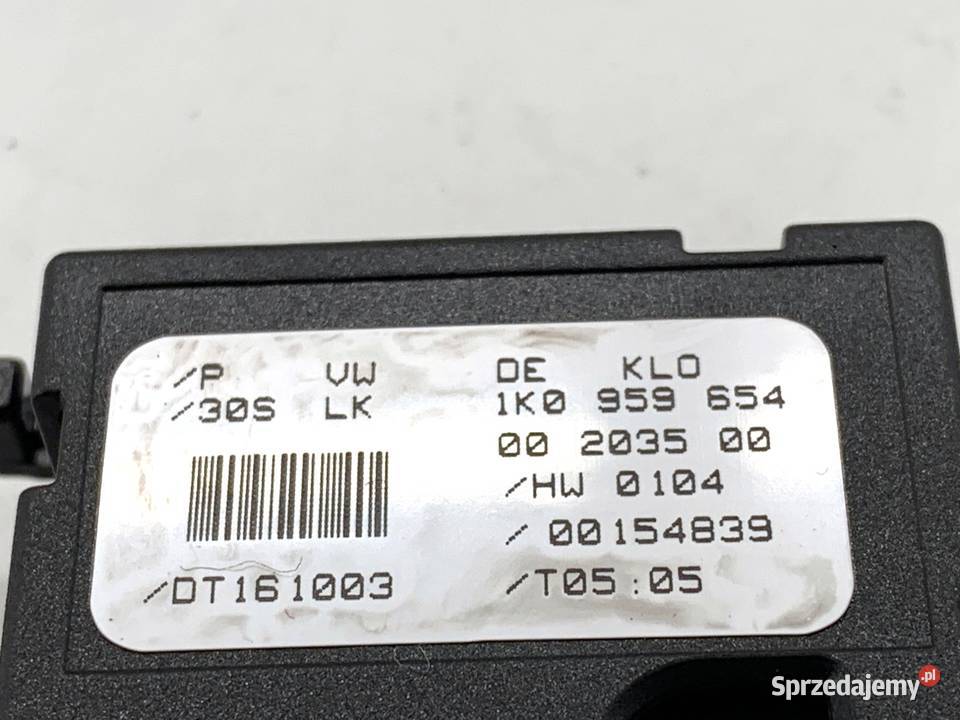 /P VW DE KLO
/30S LK 1K0 959 654
00 2035 00
/HW 0104
/ 00154839
/DT161003 /T05:05
Sprzedajemy.pl